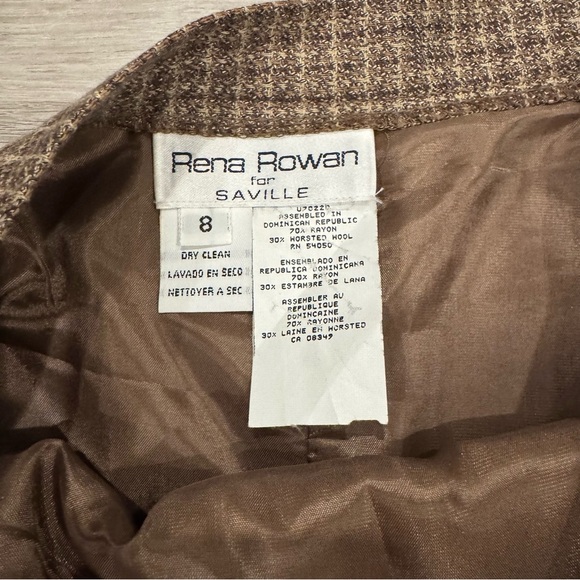 Rena Rowan
for
SAVILLE
8
DRY CLEAN
LAVADO EN SECO
NETTOYER A SEC
ASSEMBLED IN
DOMINICAN REPUBLIC
70% RAYON
30% WORSTED WOOL
RN 54050
ENSEMBLADO EN
REPUBLICA DOMINICANA
70% RAYON
30% ESTAMBRE DE LANA
ASSEMBLER AU
REPUBLIQUE
DOMINCAINE
70% RAYONNE
30% LAINE EN WORSTED
CA 08349